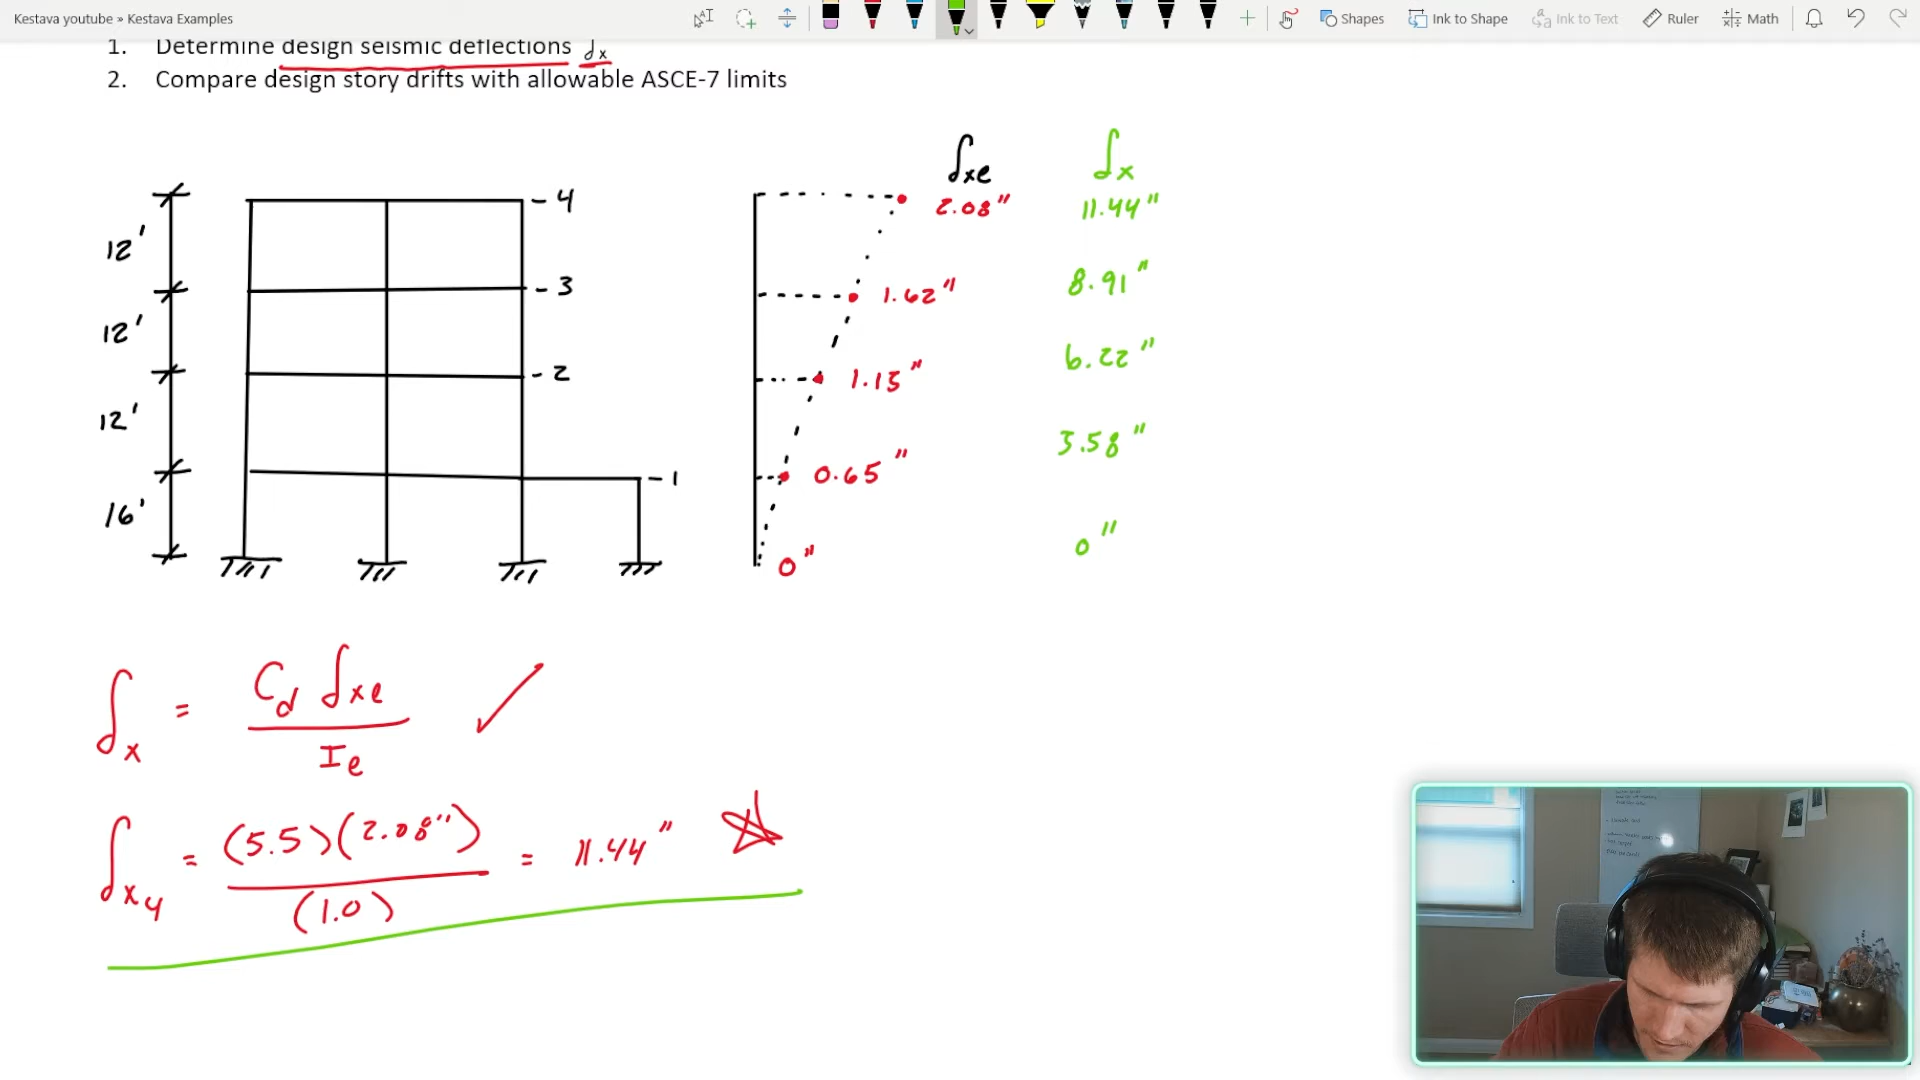 Kestava youtube » Kestava Examples
Shapes
Ink to Shape
Ink to Text
Ruler
Math
1. Determine design seismic deflections δx
2. Compare design story drifts with allowable ASCE-7 limits
δxe
δx
12'
- 4
2.08"
11.44"
12'
- 3
1.62"
8.91"
12'
- 2
1.13"
6.22"
16'
- 1
0.65"
3.58"
0"
0"
δx = Cd δxe / Ie
δx4 = (5.5)(2.08") / (1.0) = 11.44"